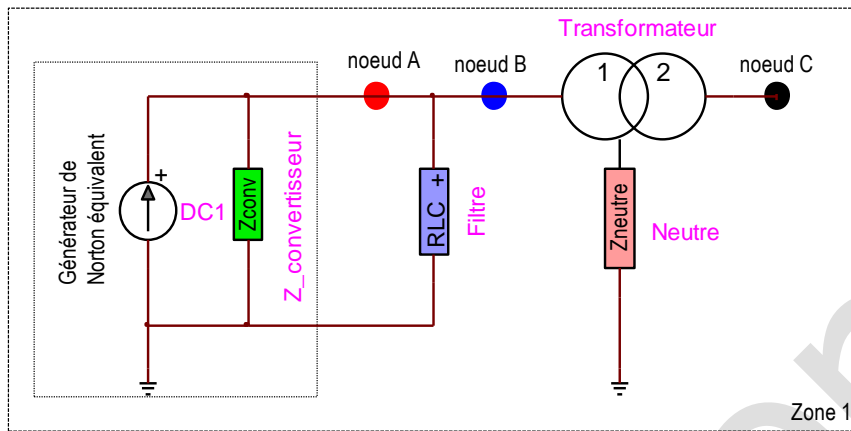 Transformateur
noeud A
noeud B
1
2
noeud C
Générateur de
Norton équivalent
+
DC1
Zconv
Z_convertisseur
RLC +
Filtre
Zneutre
Neutre
Zone 1